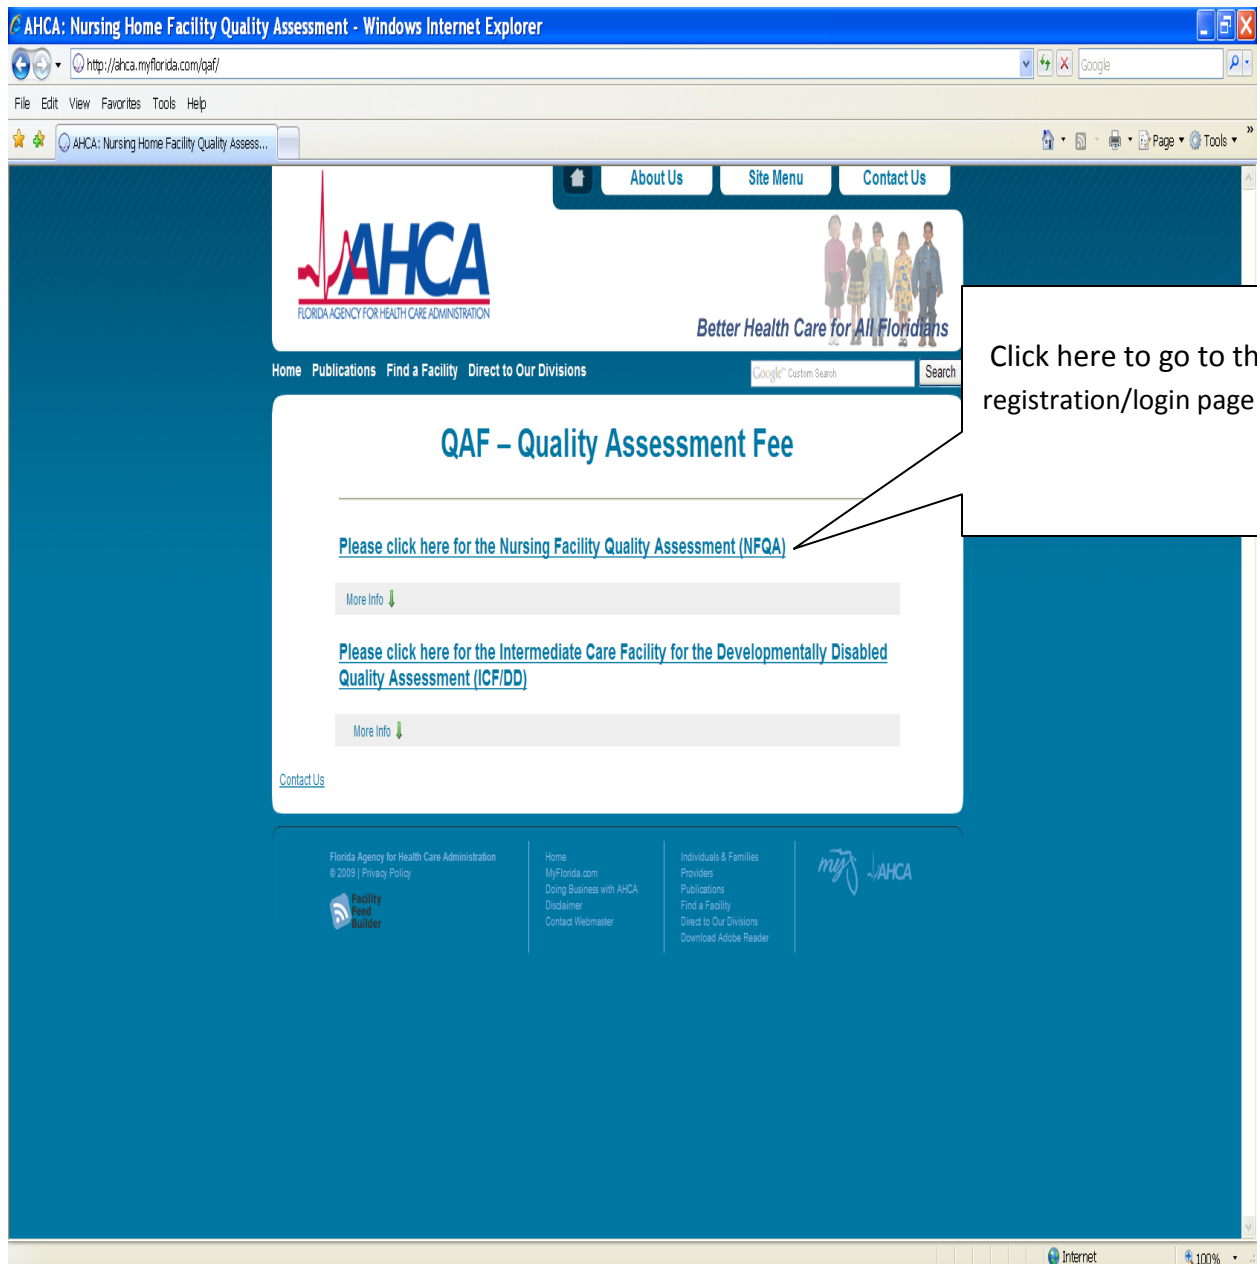 AHCA: Nursing Home Facility Quality Assessment - Windows Internet Explorer
http://ahca.myflorida.com/qaf/
Google
File Edit View Favorites Tools Help
AHCA: Nursing Home Facility Quality Assess...
Page Tools »
About Us Site Menu Contact Us
AHCA
FLORIDA AGENCY FOR HEALTH CARE ADMINISTRATION
Better Health Care for All Floridians
Home Publications Find a Facility Direct to Our Divisions
Google™ Custom Search
Search
Click here to go to th
registration/login page
QAF – Quality Assessment Fee
Please click here for the Nursing Facility Quality Assessment (NFQA)
More Info
Please click here for the Intermediate Care Facility for the Developmentally Disabled
Quality Assessment (ICF/DD)
More Info
Contact Us
Florida Agency for Health Care Administration
© 2009 | Privacy Policy
Facility
Feed
Builder
Home
MyFlorida.com
Doing Business with AHCA
Disclaimer
Contact Webmaster
Individuals & Families
Providers
Publications
Find a Facility
Direct to Our Divisions
Download Adobe Reader
my
AHCA
Internet
100%